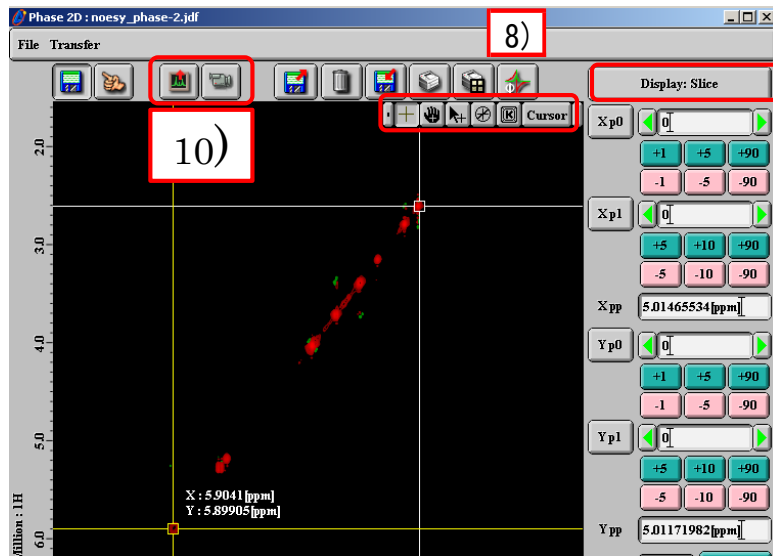 Phase 2D : noesy_phase-2.jdf
File Transfer
8)
10)
Display: Slice
Cursor
Xp0
0
+1 +5 +90
-1 -5 -90
Xp1
0
+5 +10 +90
-5 -10 -90
Xpp
5.01465534[ppm]
Yp0
0
+1 +5 +90
-1 -5 -90
Yp1
0
+5 +10 +90
-5 -10 -90
Ypp
5.01171982[ppm]
2.0
3.0
4.0
5.0
6.0
X : 5.9041[ppm]
Y : 5.89905[ppm]
Million : 1H